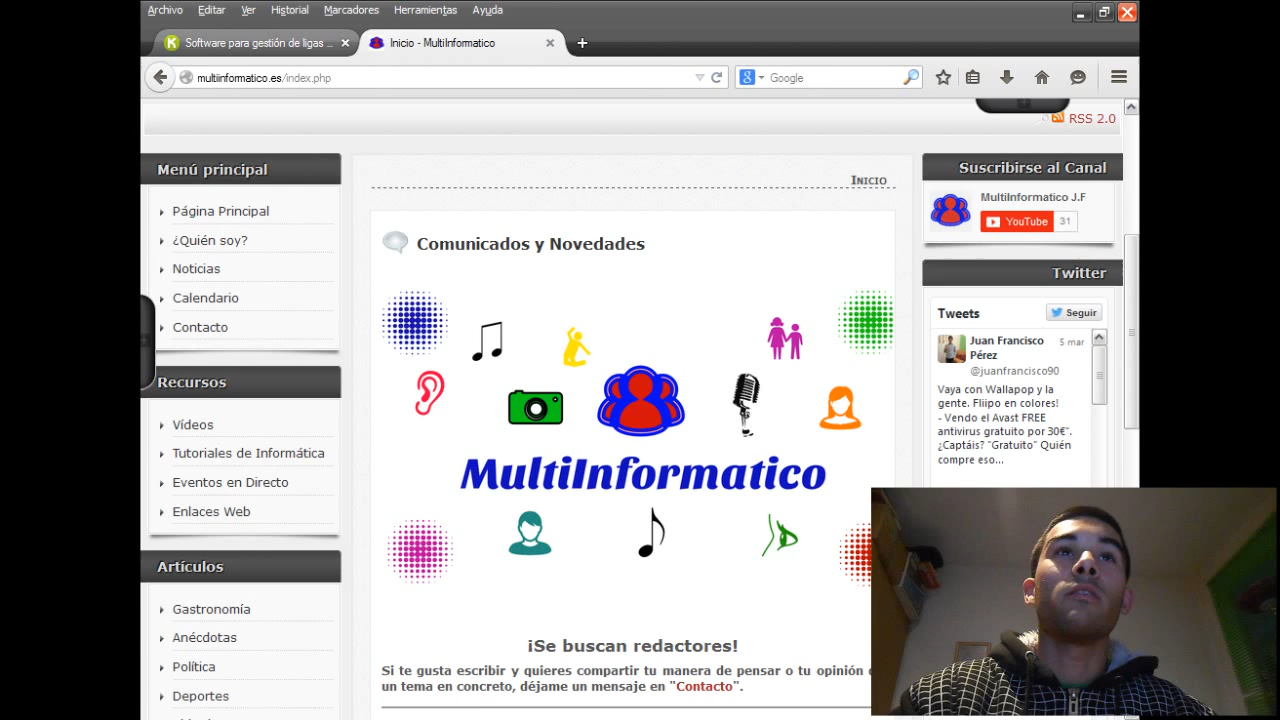 Archivo Editar Ver Historial Marcadores Herramientas Ayuda
Software para gestión de ligas ...
Inicio - MultiInformatico
multiinformatico.es/index.php
Google
RSS 2.0
Menú principal
Página Principal
¿Quién soy?
Noticias
Calendario
Contacto
Recursos
Vídeos
Tutoriales de Informática
Eventos en Directo
Enlaces Web
Artículos
Gastronomía
Anécdotas
Política
Deportes
Inicio
Comunicados y Novedades
MultiInformatico
¡Se buscan redactores!
Si te gusta escribir y quieres compartir tu manera de pensar o tu opinión
un tema en concreto, déjame un mensaje en "Contacto".
Suscribirse al Canal
MultiInformatico J.F
YouTube 31
Twitter
Tweets
Seguir
Juan Francisco
Pérez
5 mar
@juanfrancisco90
Vaya con Wallapop y la
gente. Fliipo en colores!
- Vendo el Avast FREE
antivirus gratuito por 30€".
¿Captáis? "Gratuito" Quién
compre eso...